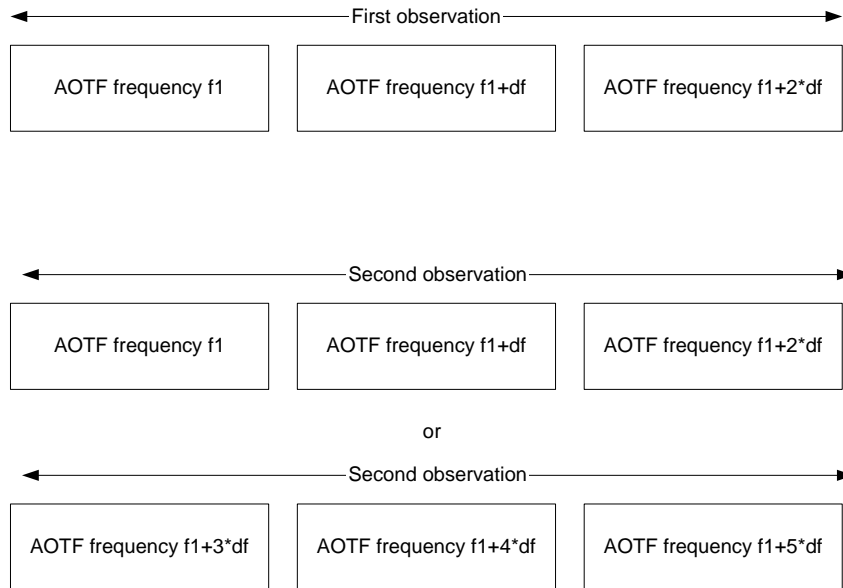 First observation
AOTF frequency f1
AOTF frequency f1+df
AOTF frequency f1+2*df
Second observation
AOTF frequency f1
AOTF frequency f1+df
AOTF frequency f1+2*df
or
Second observation
AOTF frequency f1+3*df
AOTF frequency f1+4*df
AOTF frequency f1+5*df